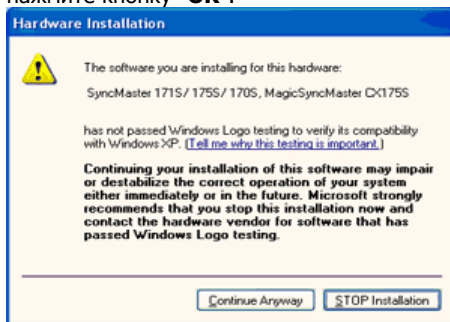 нажмите кнопку "OK".
Hardware Installation
The software you are installing for this hardware:
SyncMaster 171S/ 175S/ 170S, MagicSyncMaster CX175S
has not passed Windows Logo testing to verify its compatibility
with Windows XP. (Tell me why this testing is important.)
Continuing your installation of this software may impair
or destabilize the correct operation of your system
either immediately or in the future. Microsoft strongly
recommends that you stop this installation now and
contact the hardware vendor for software that has
passed Windows Logo testing.
Continue Anyway
STOP Installation